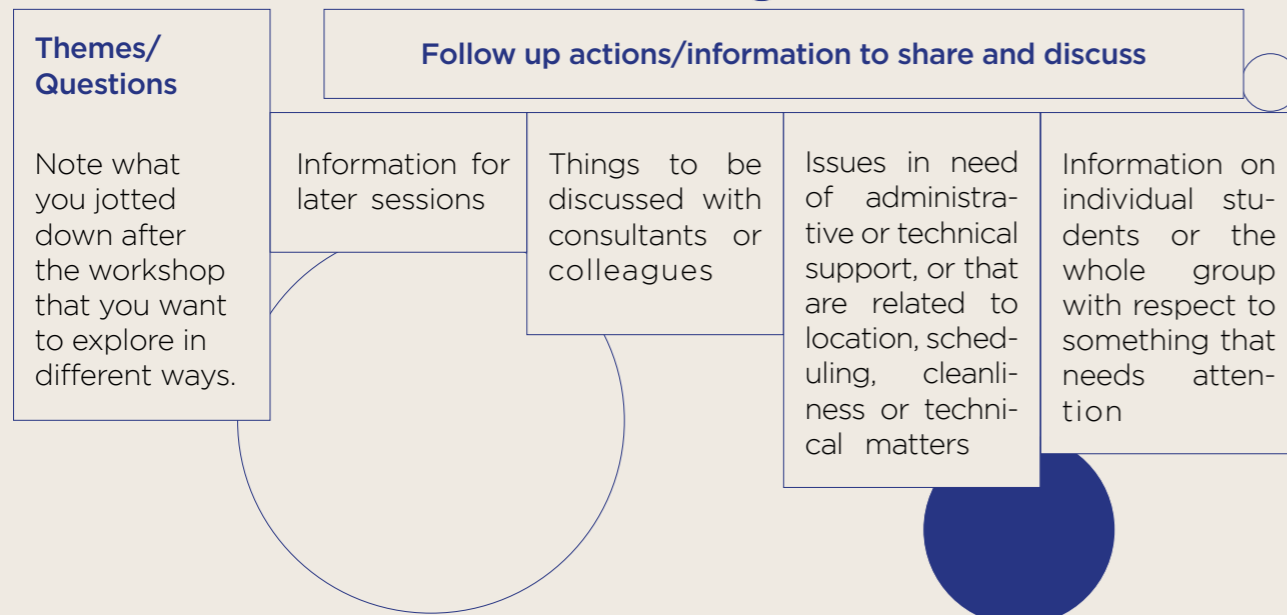 Themes/
Questions
Note what
you jotted
down after
the workshop
that you want
to explore in
different ways.
Follow up actions/information to share and discuss
Information for
later sessions
Things to be
discussed with
consultants or
colleagues
Issues in need
of administra-
tive or technical
support, or that
are related to
location, sched-
uling, cleanli-
ness or techni-
cal matters
Information on
individual stu-
dents or the
whole group
with respect to
something that
needs atten-
tion